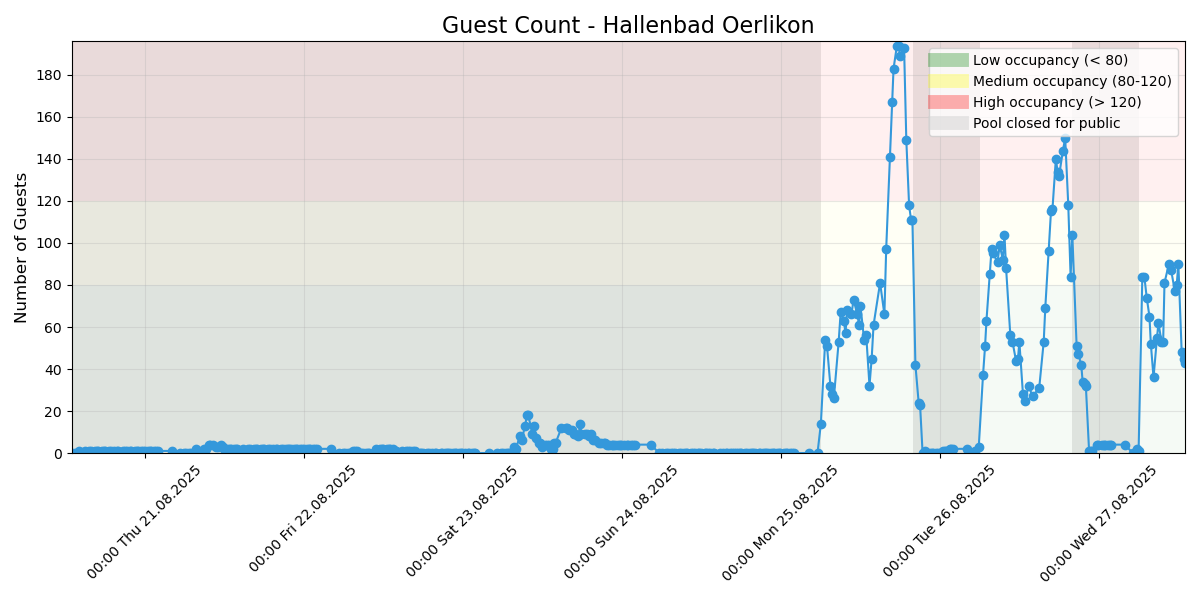 Guest Count - Hallenbad Oerlikon
Number of Guests
180
160
140
120
100
80
60
40
20
0
Low occupancy (< 80)
Medium occupancy (80-120)
High occupancy (> 120)
Pool closed for public
00:00 Thu 21.08.2025
00:00 Fri 22.08.2025
00:00 Sat 23.08.2025
00:00 Sun 24.08.2025
00:00 Mon 25.08.2025
00:00 Tue 26.08.2025
00:00 Wed 27.08.2025